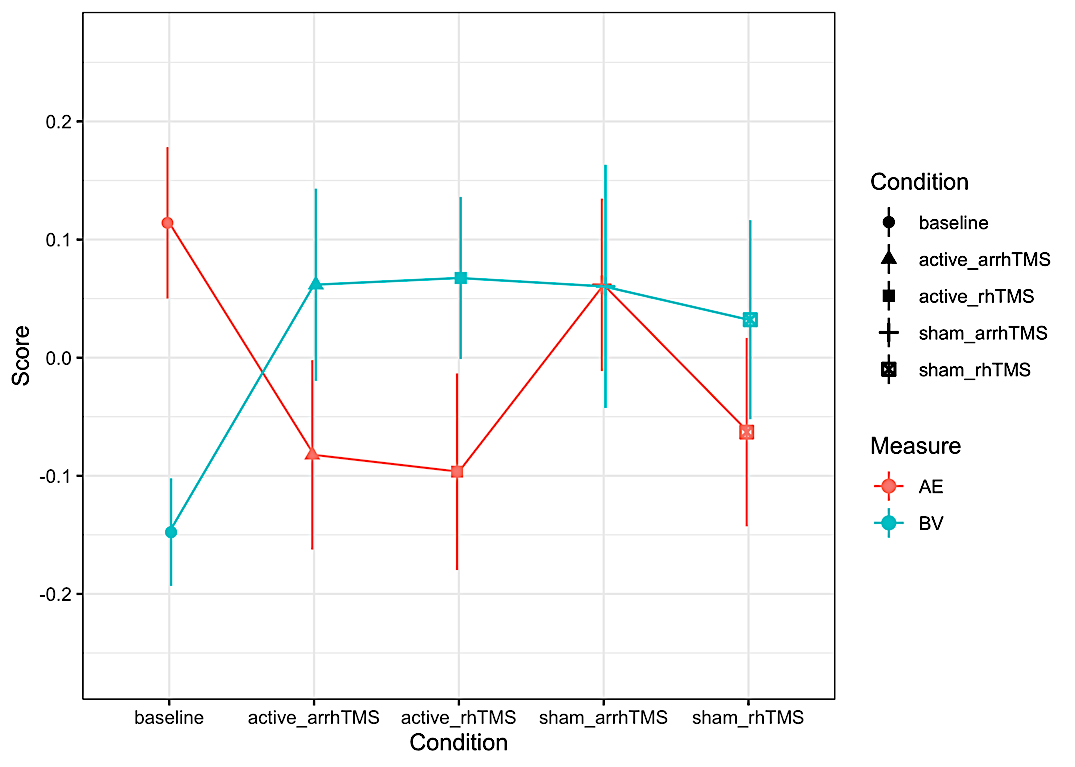 0.2
0.1
0.0
-0.1
-0.2
Score
baseline
active_arrhTMS
active_rhTMS
sham_arrhTMS
sham_rhTMS
Condition
Condition
baseline
active_arrhTMS
active_rhTMS
sham_arrhTMS
sham_rhTMS
Measure
AE
BV